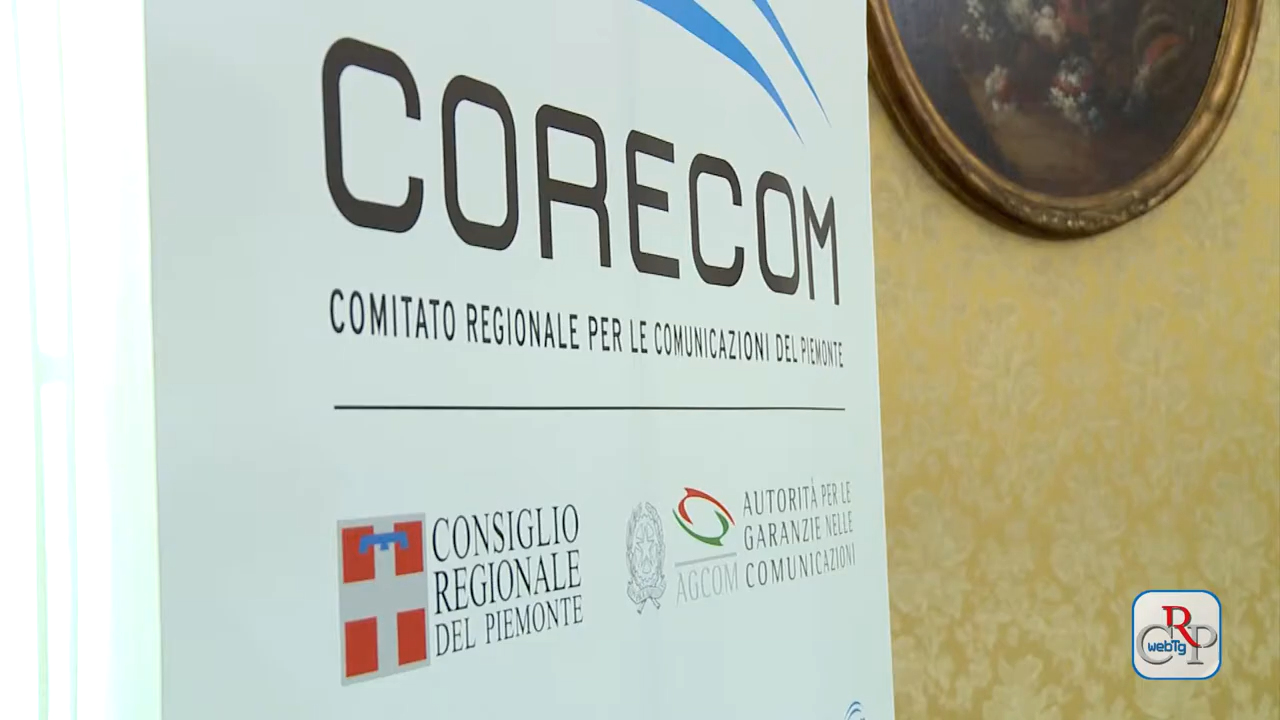 CORECOM
COMITATO REGIONALE PER LE COMUNICAZIONI DEL PIEMONTE
CONSIGLIO
REGIONALE
DEL PIEMONTE
AGCOM
AUTORITÀ PER LE
GARANZIE NELLE
COMUNICAZIONI
CRP
webTg